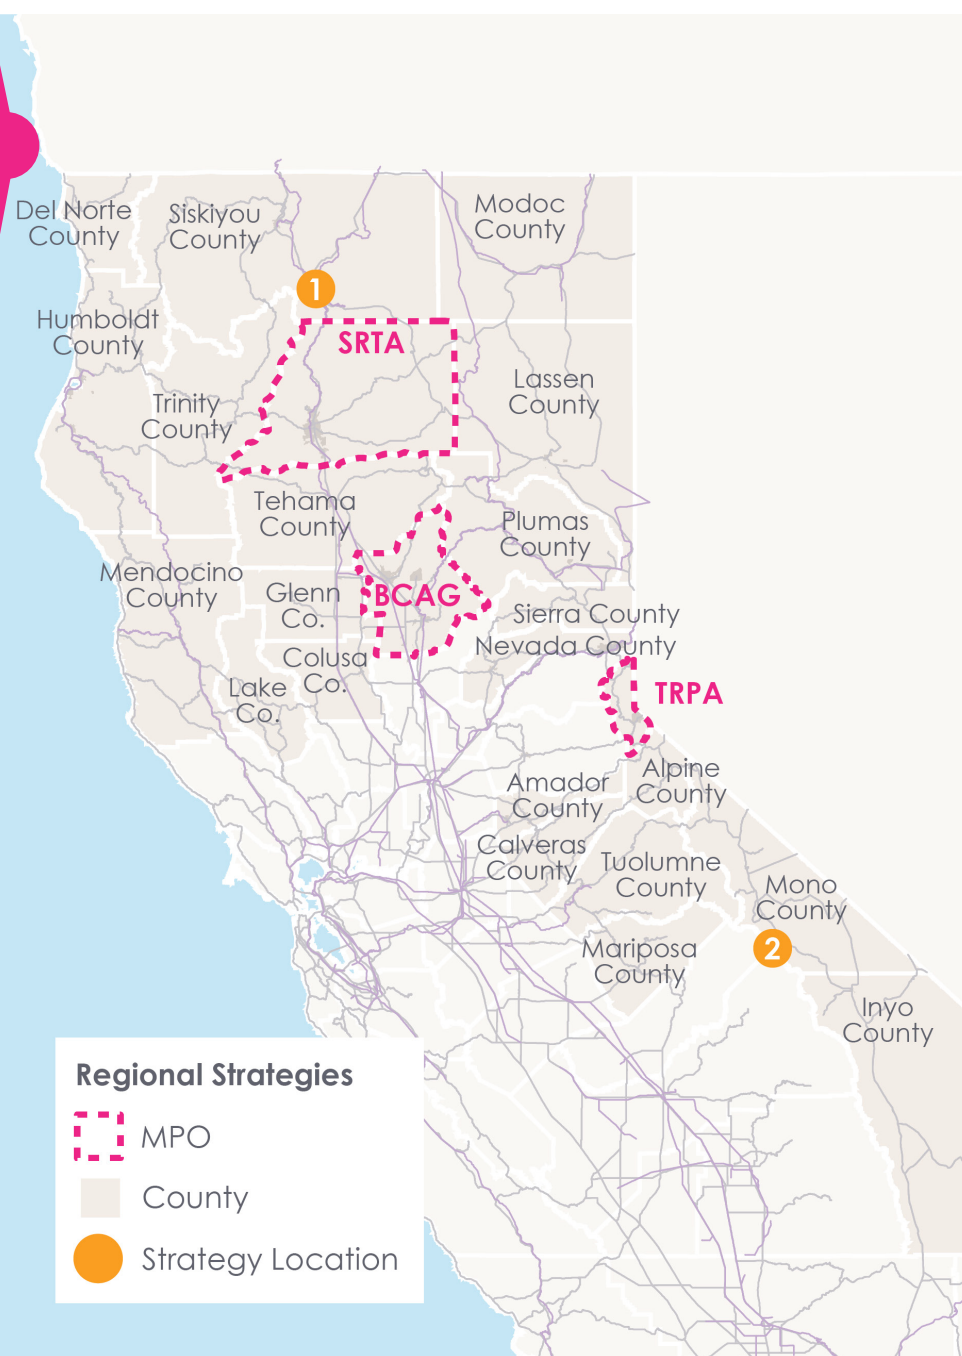 Del Norte
County
Siskiyou
County
Modoc
County
1
Humboldt
County
SRTA
Lassen
County
Trinity
County
Tehama
County
Plumas
County
Mendocino
County
Glenn
Co.
BCAG
Sierra County
Nevada County
Colusa
Co.
Lake
Co.
TRPA
Amador
County
Alpine
County
Calveras
County
Tuolumne
County
Mono
County
Mariposa
County
2
Inyo
County
Regional Strategies
MPO
County
Strategy Location